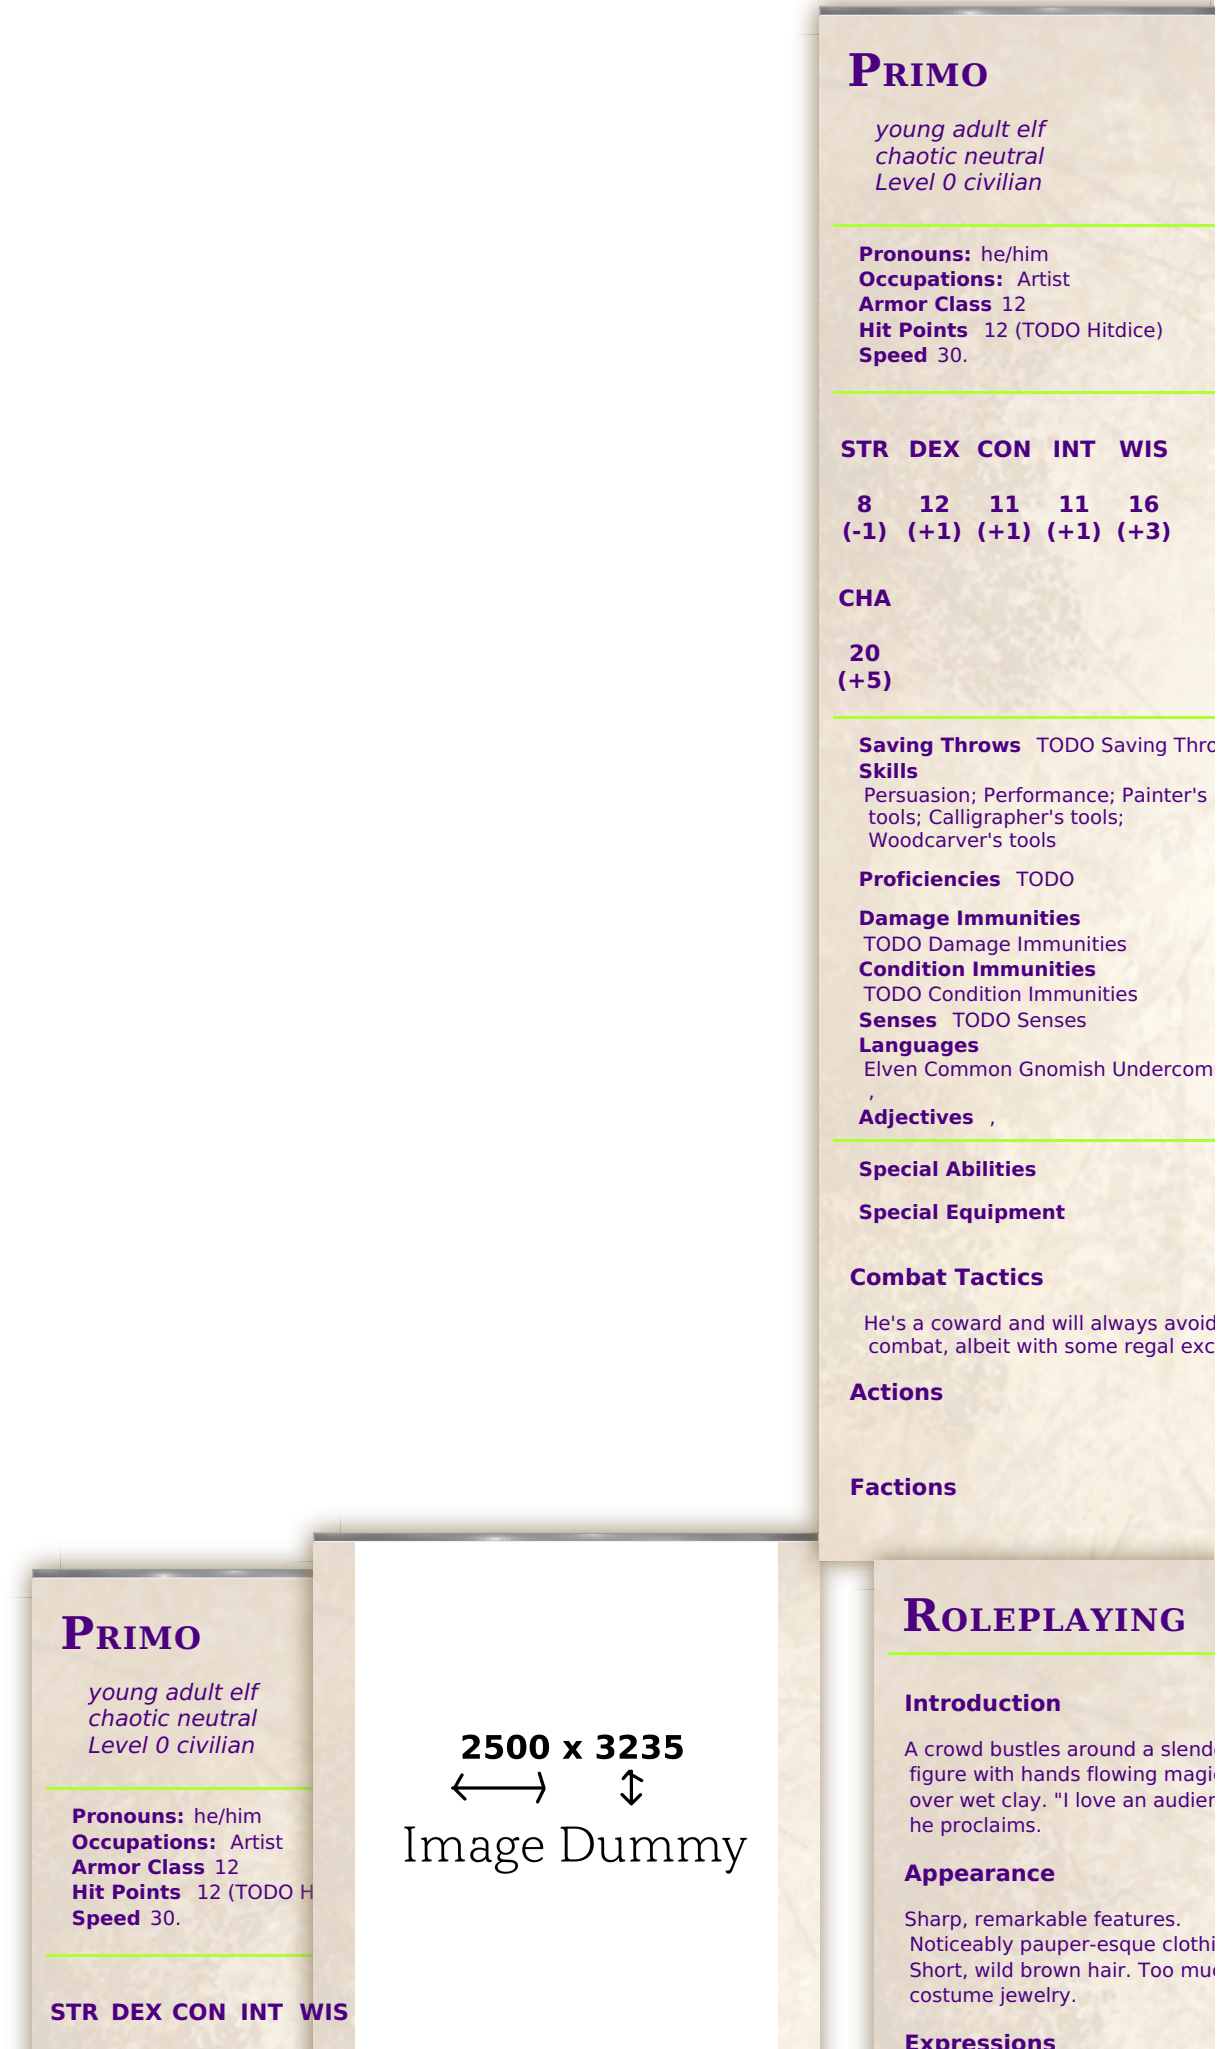 PRIMO
young adult elf
chaotic neutral
Level 0 civilian
Pronouns: he/him
Occupations: Artist
Armor Class 12
Hit Points 12 (TODO Hitdice)
Speed 30.
STR DEX CON INT WIS
8 12 11 11 16
(-1) (+1) (+1) (+1) (+3)
CHA
20
(+5)
Saving Throws TODO Saving
Skills
Persuasion; Performance; Painter's
tools; Calligrapher's tools;
Woodcarver's tools
Proficiencies TODO
Damage Immunities
TODO Damage Immunities
Condition Immunities
TODO Condition Immunities
Senses TODO Senses
Languages
Elven Common Gnomish
,
Adjectives ,
Special Abilities
Special Equipment
Combat Tactics
He's a coward and will always avoid
combat, albeit with some regal
Actions
Factions
PRIMO
young adult elf
chaotic neutral
Level 0 civilian
Pronouns: he/him
Occupations: Artist
Armor Class 12
Hit Points 12 (TODO
Speed 30.
STR DEX CON INT WIS
2500 x 3235
Image Dummy
ROLEPLAYING
Introduction
A crowd bustles around a
figure with hands flowing
over wet clay. "I love an
he proclaims.
Appearance
Sharp, remarkable features.
Noticeably pauper-esque
Short, wild brown hair. Too
costume jewelry.
Expressions